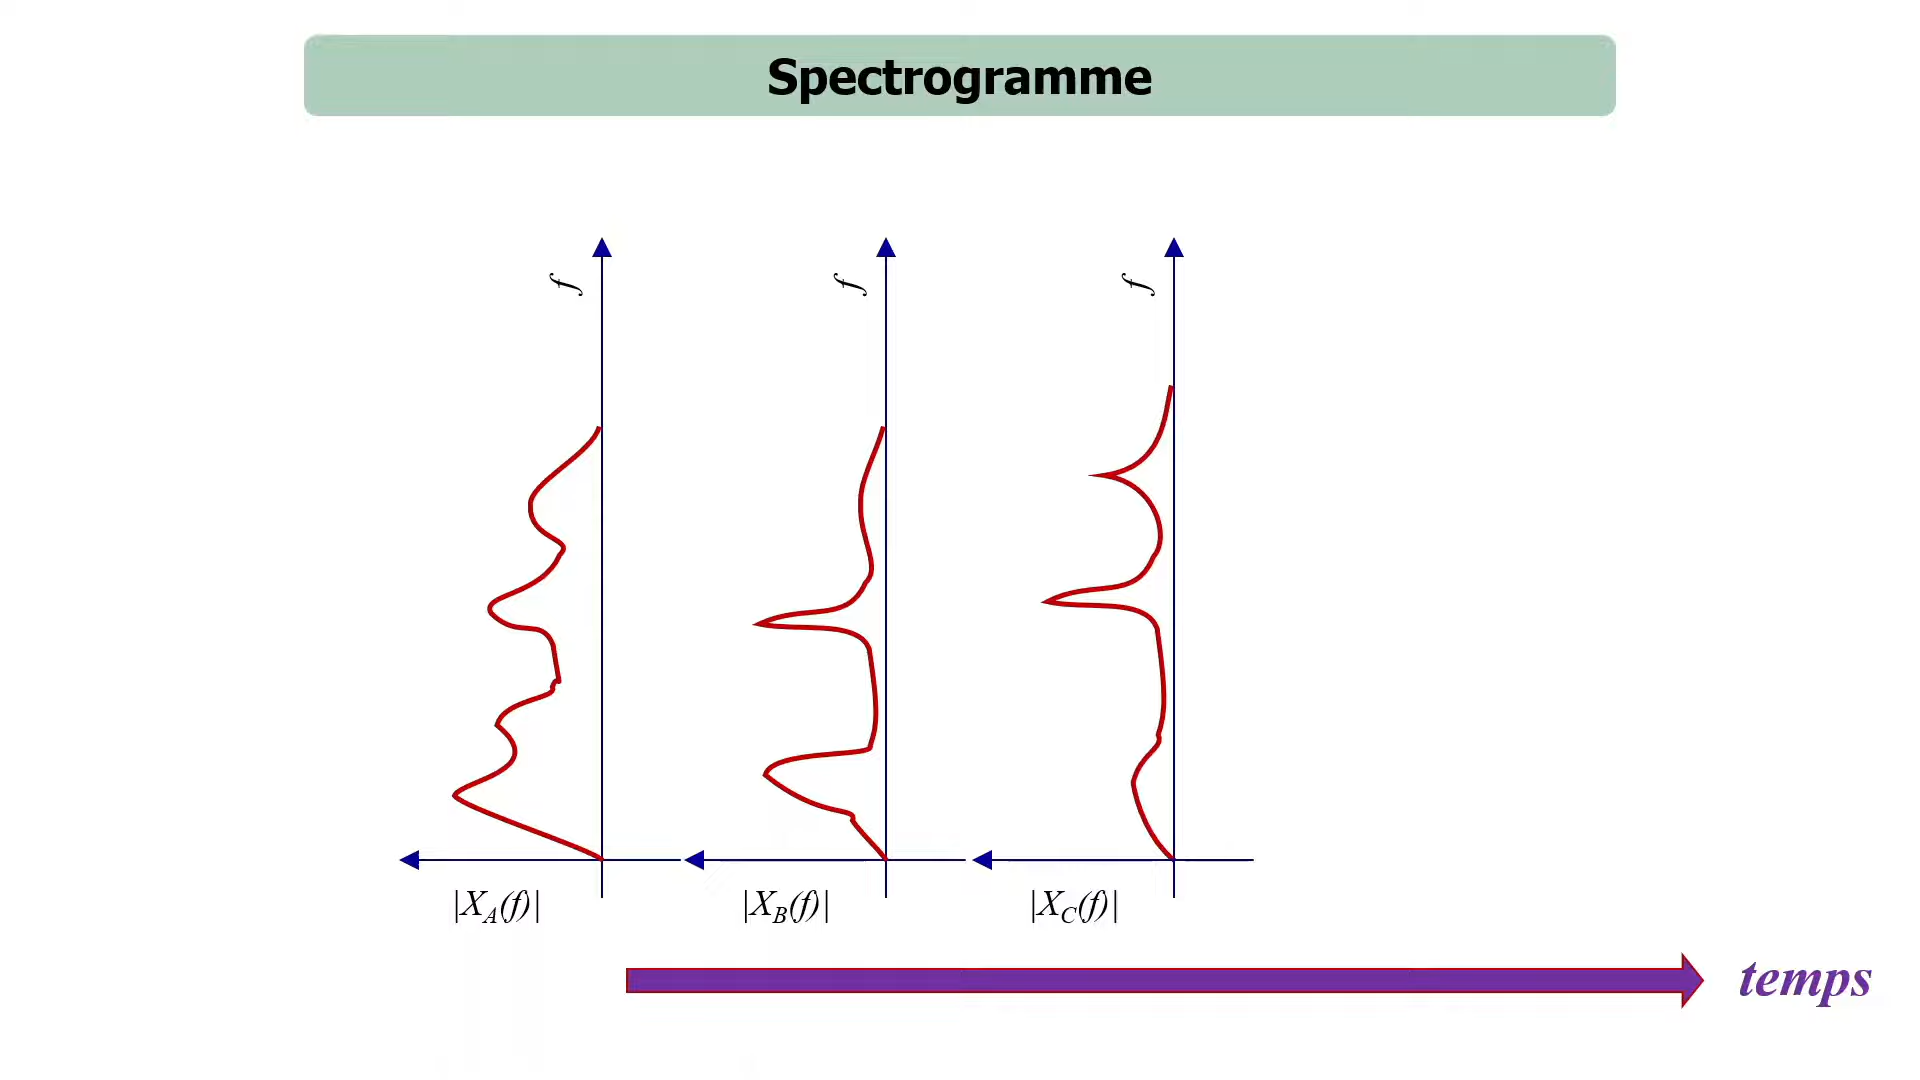 Spectrogramme
f
f
f
|X_A(f)|
|X_B(f)|
|X_C(f)|
temps